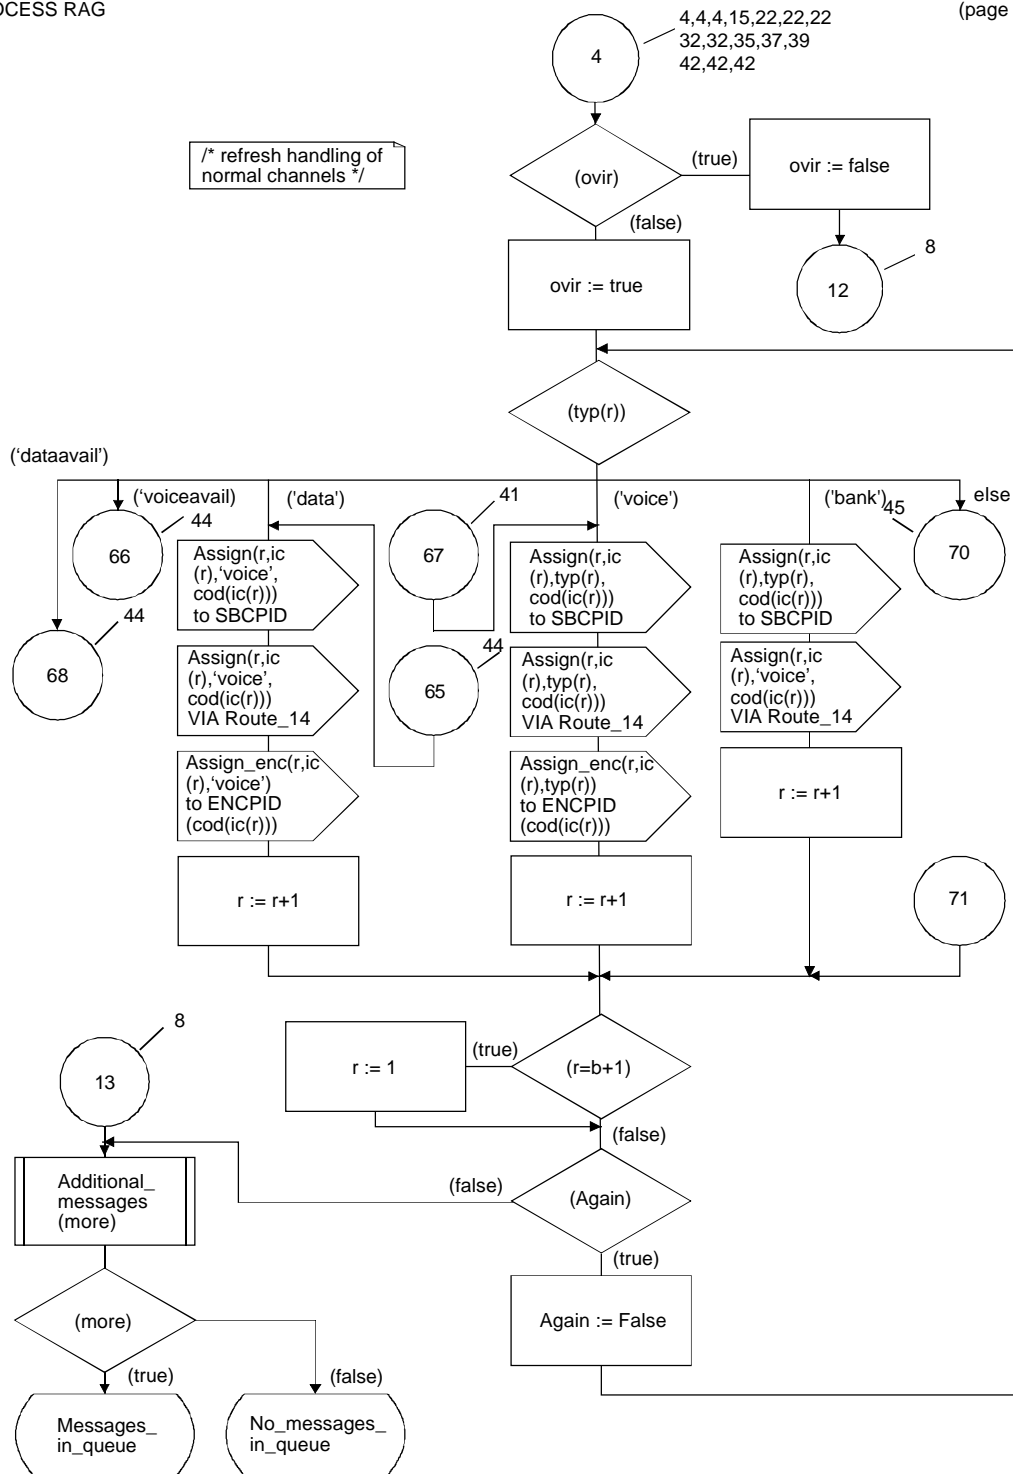 OCESS RAG
(page
4,4,4,15,22,22,22
32,32,35,37,39
42,42,42
4
/* refresh handling of
normal channels */
(ovir)
(true)
ovir := false
(false)
8
12
ovir := true
(typ(r))
('dataavail')
('voiceavail)
44
66
('data')
41
67
('voice')
('bank')
45
70
else
Assign(r,ic
(r),'voice',
cod(ic(r)))
to SBCPID
Assign(r,ic
(r),typ(r),
cod(ic(r)))
to SBCPID
Assign(r,ic
(r),typ(r),
cod(ic(r)))
to SBCPID
44
68
44
65
Assign(r,ic
(r),'voice',
cod(ic(r)))
VIA Route_14
Assign(r,ic
(r),typ(r),
cod(ic(r)))
VIA Route_14
Assign(r,ic
(r),'voice',
cod(ic(r)))
VIA Route_14
Assign_enc(r,ic
(r),'voice')
to ENCPID
(cod(ic(r)))
Assign_enc(r,ic
(r),typ(r))
to ENCPID
(cod(ic(r)))
r := r+1
r := r+1
r := r+1
71
8
13
r := 1
(true)
(r=b+1)
(false)
Additional_
messages
(more)
(false)
(Again)
(true)
(more)
Again := False
(true)
(false)
Messages_
in_queue
No_messages_
in_queue